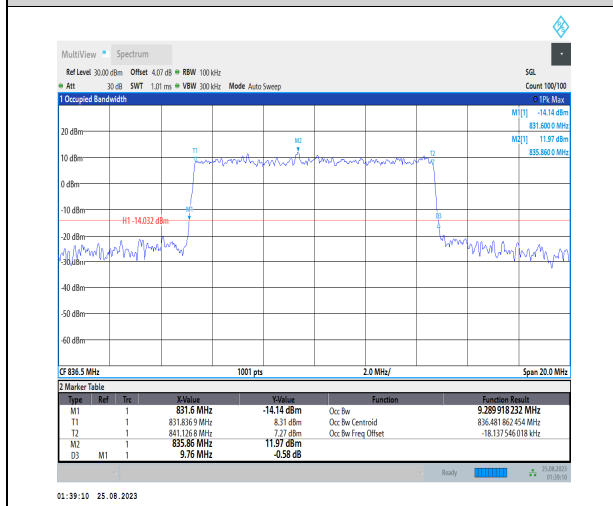 MultiView Spectrum
Ref Level 30.00 dBm Offset 4.07 dB RBW 100 kHz SGL
Att 30 dB SWT 1.01 ms VBW 300 kHz Mode Auto Sweep Count 100/100
1 Occupied Bandwidth 1Pk Max
M1[1] -14.14 dBm
831.600 0 MHz
M2[1] 11.97 dBm
835.860 0 MHz
20 dBm
M2
T1
T2
10 dBm
0 dBm
-10 dBm
M1
D3
H1 -14.032 dBm
-20 dBm
-30 dBm
-40 dBm
-50 dBm
-60 dBm
CF 836.5 MHz 1001 pts 2.0 MHz/ Span 20.0 MHz
2 Marker Table
Type Ref Trc X-Value Y-Value Function Function Result
M1 1 831.6 MHz -14.14 dBm Occ Bw 9.289 918 232 MHz
T1 1 831.836 9 MHz 8.31 dBm Occ Bw Centroid 836.481 862 454 MHz
T2 1 841.126 8 MHz 7.27 dBm Occ Bw Freq Offset -18.137 546 018 kHz
M2 1 835.86 MHz 11.97 dBm
D3 M1 1 9.76 MHz -0.58 dB
Ready 25.08.2023
01:39:10
01:39:10 25.08.2023